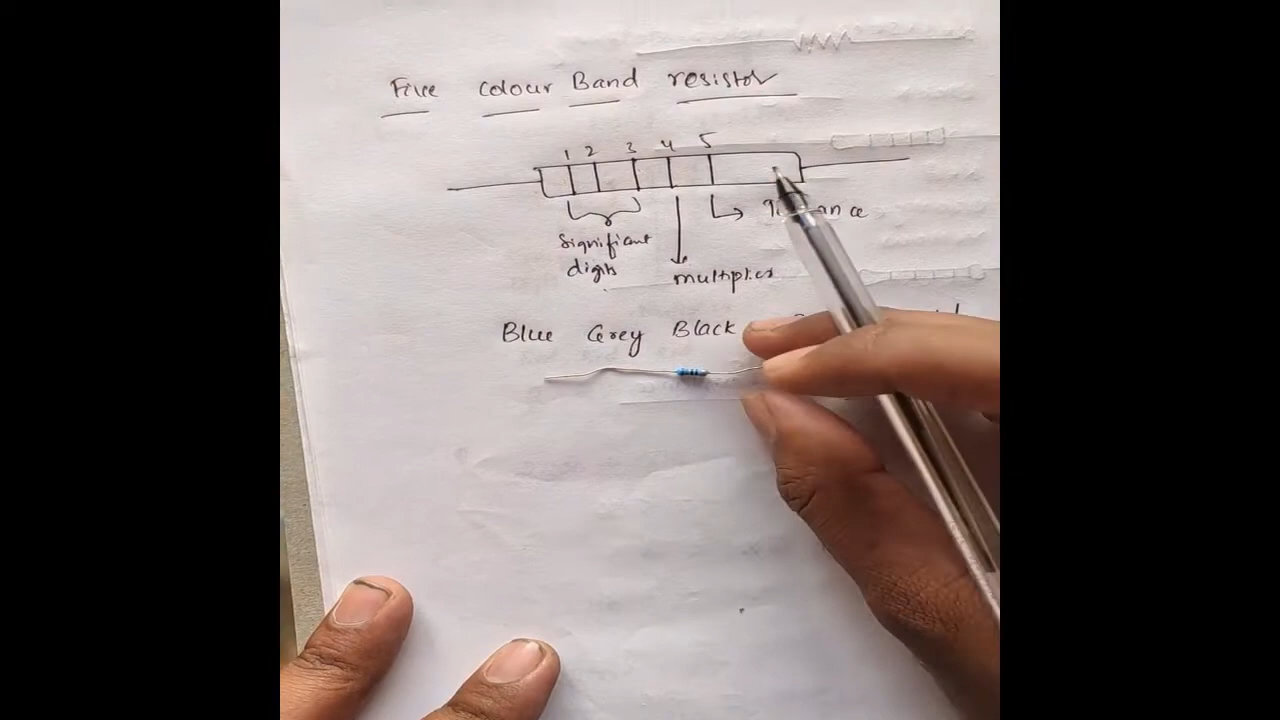 Five Colour Band resistor
1 2 3 4 5
Significant
digits
multiplier
Blue Grey Black